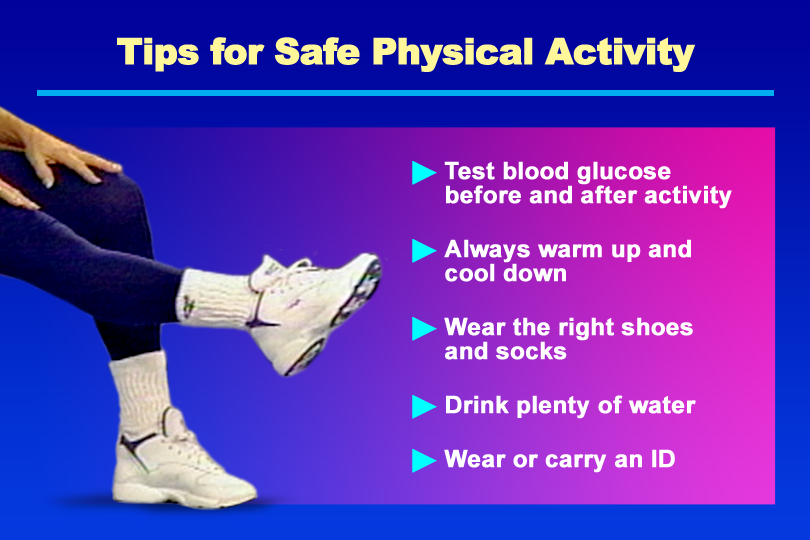 Tips for Safe Physical Activity
Test blood glucose
before and after activity
Always warm up and
cool down
Wear the right shoes
and socks
Drink plenty of water
Wear or carry an ID